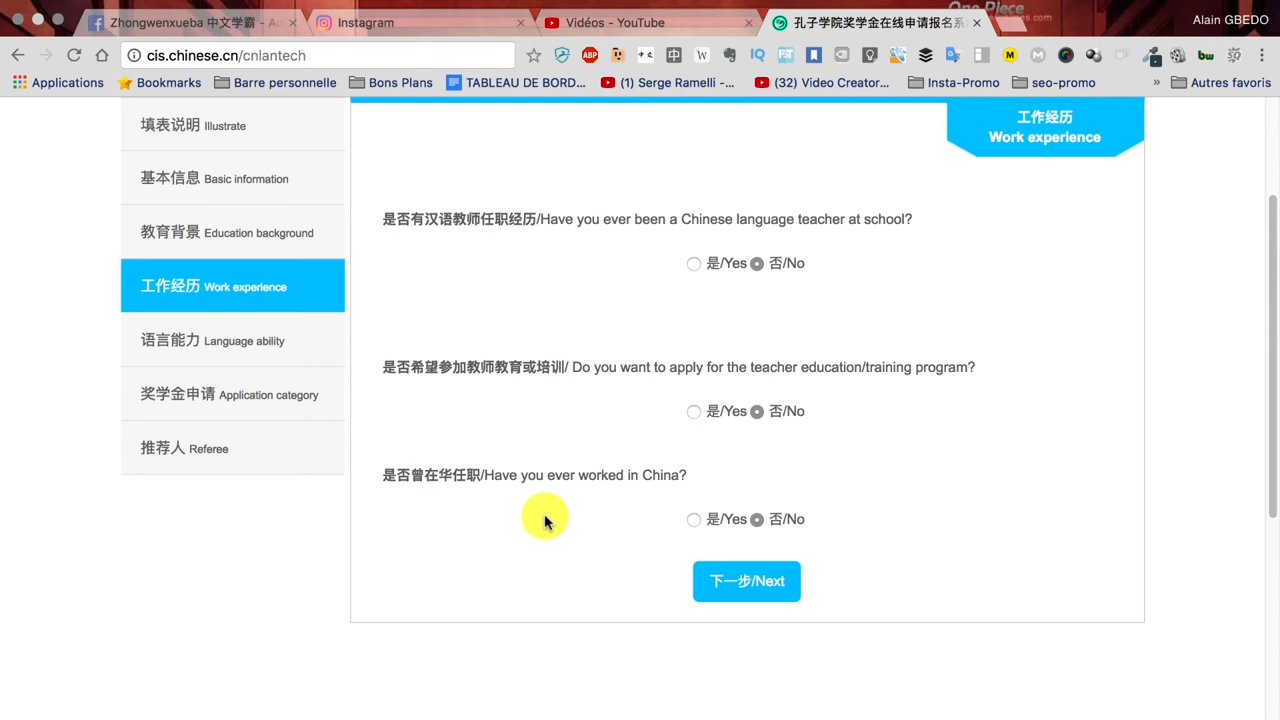 One Piece
Zhongwenxueba 中文学霸 - Ac
Instagram
Vidéos - YouTube
孔子学院奖学金在线申请报名系
Alain GBEDO
cis.chinese.cn/cnlantech
Applications
Bookmarks
Barre personnelle
Bons Plans
TABLEAU DE BORD...
(1) Serge Ramelli -...
(32) Video Creator...
Insta-Promo
seo-promo
»
Autres favoris
填表说明 Illustrate
基本信息 Basic information
教育背景 Education background
工作经历 Work experience
语言能力 Language ability
奖学金申请 Application category
推荐人 Referee
工作经历
Work experience
是否有汉语教师任职经历/Have you ever been a Chinese language teacher at school?
是/Yes 否/No
是否希望参加教师教育或培训/ Do you want to apply for the teacher education/training program?
是/Yes 否/No
是否曾在华任职/Have you ever worked in China?
是/Yes 否/No
下一步/Next